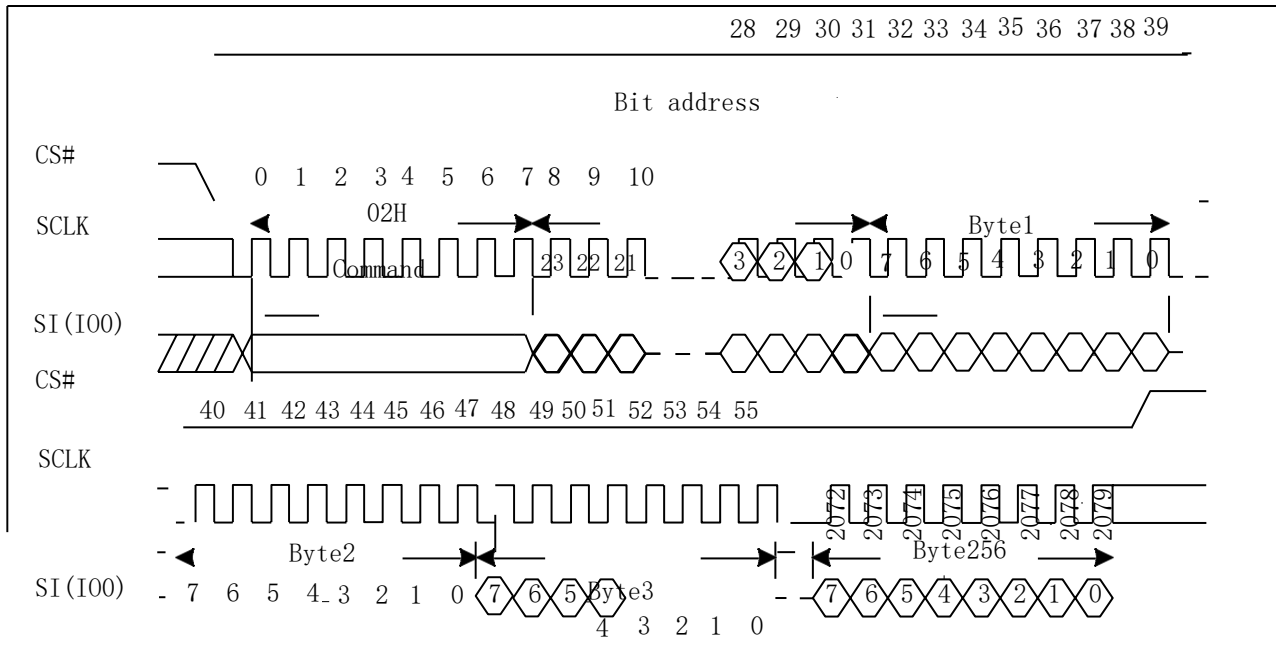 28 29 30 31 32 33 34 35 36 37 38 39
Bit address
CS#
0 1 2 3 4 5 6 7 8 9 10
SCLK
02H
Byte1
Command
23 22 21
3 2 1 0 7 6 5 4 3 2 1 0
SI(IO0)
CS#
40 41 42 43 44 45 46 47 48 49 50 51 52 53 54 55
SCLK
2072 2073 2074 2075 2076 2077 2078 2079
Byte2
Byte256
SI(IO0)
7 6 5 4 3 2 1 0 7 6 5
Byte3
7 6 5 4 3 2 1 0
4 3 2 1 0